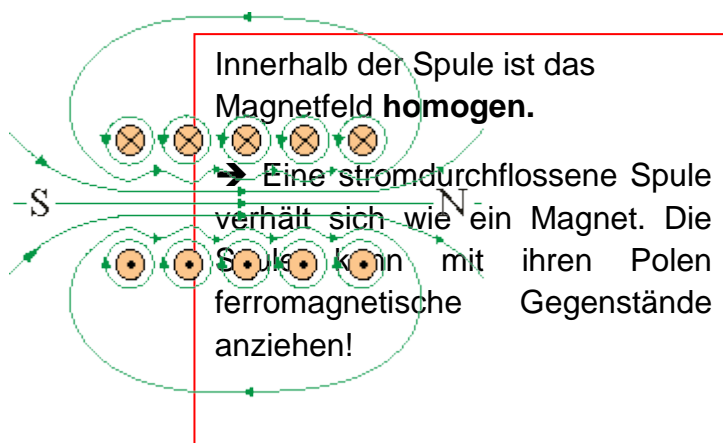 Innerhalb der Spule ist das
Magnetfeld homogen.
➔ Eine stromdurchflossene Spule
S N
verhält sich wie ein Magnet. Die
Spule kann mit ihren Polen
ferromagnetische Gegenstände
anziehen!